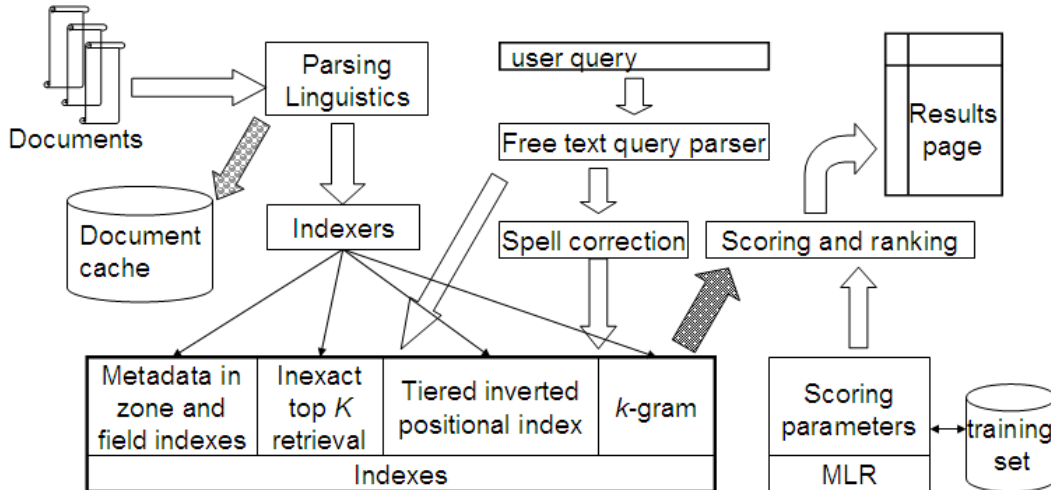 Documents
Parsing
Linguistics
user query
Results
page
Free text query parser
Document
cache
Indexers
Spell correction
Scoring and ranking
Metadata in
zone and
field indexes
Inexact
top K
retrieval
Tiered inverted
positional index
k-gram
Indexes
Scoring
parameters
MLR
training
set